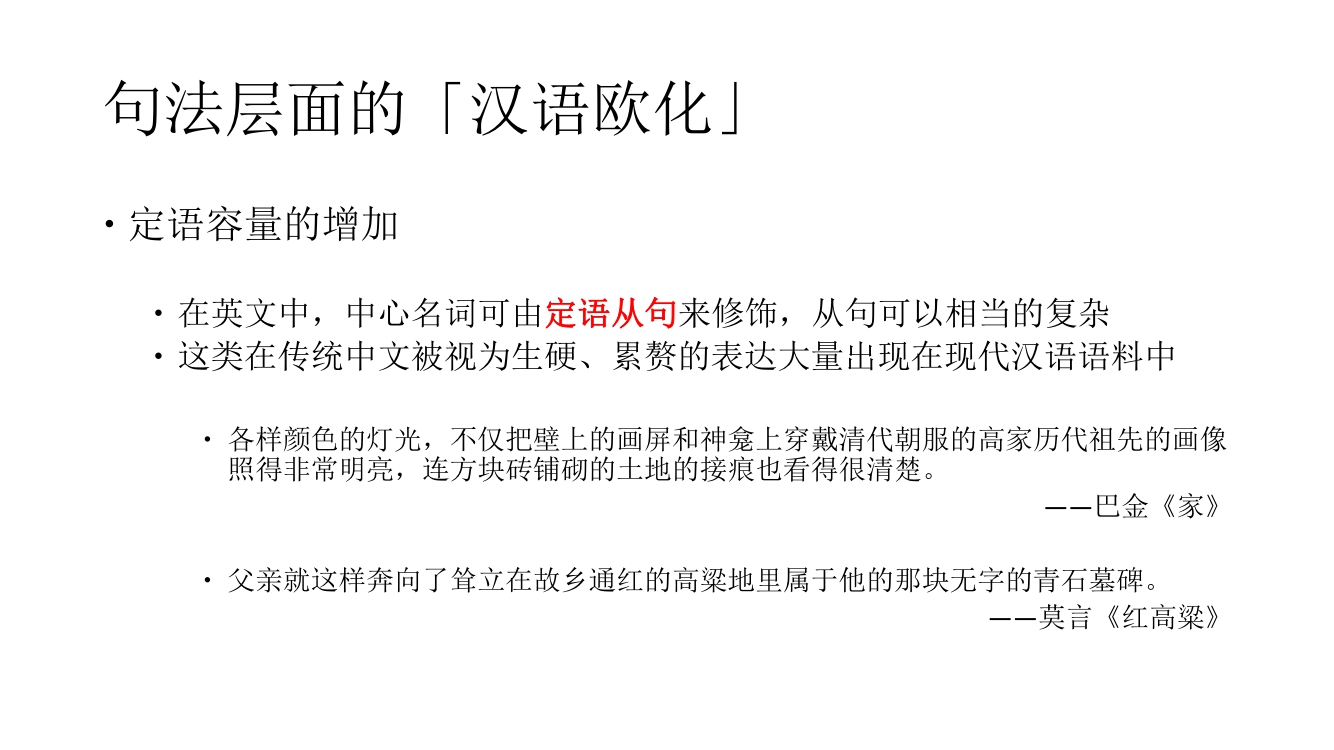 句法层面的「汉语欧化」
• 定语容量的增加
• 在英文中，中心名词可由定语从句来修饰，从句可以相当的复杂
• 这类在传统中文被视为生硬、累赘的表达大量出现在现代汉语语料中
• 各样颜色的灯光，不仅把壁上的画屏和神龛上穿戴清代朝服的高家历代祖先的画像
照得非常明亮，连方块砖铺砌的土地的接痕也看得很清楚。
——巴金《家》
• 父亲就这样奔向了耸立在故乡通红的高粱地里属于他的那块无字的青石墓碑。
——莫言《红高粱》